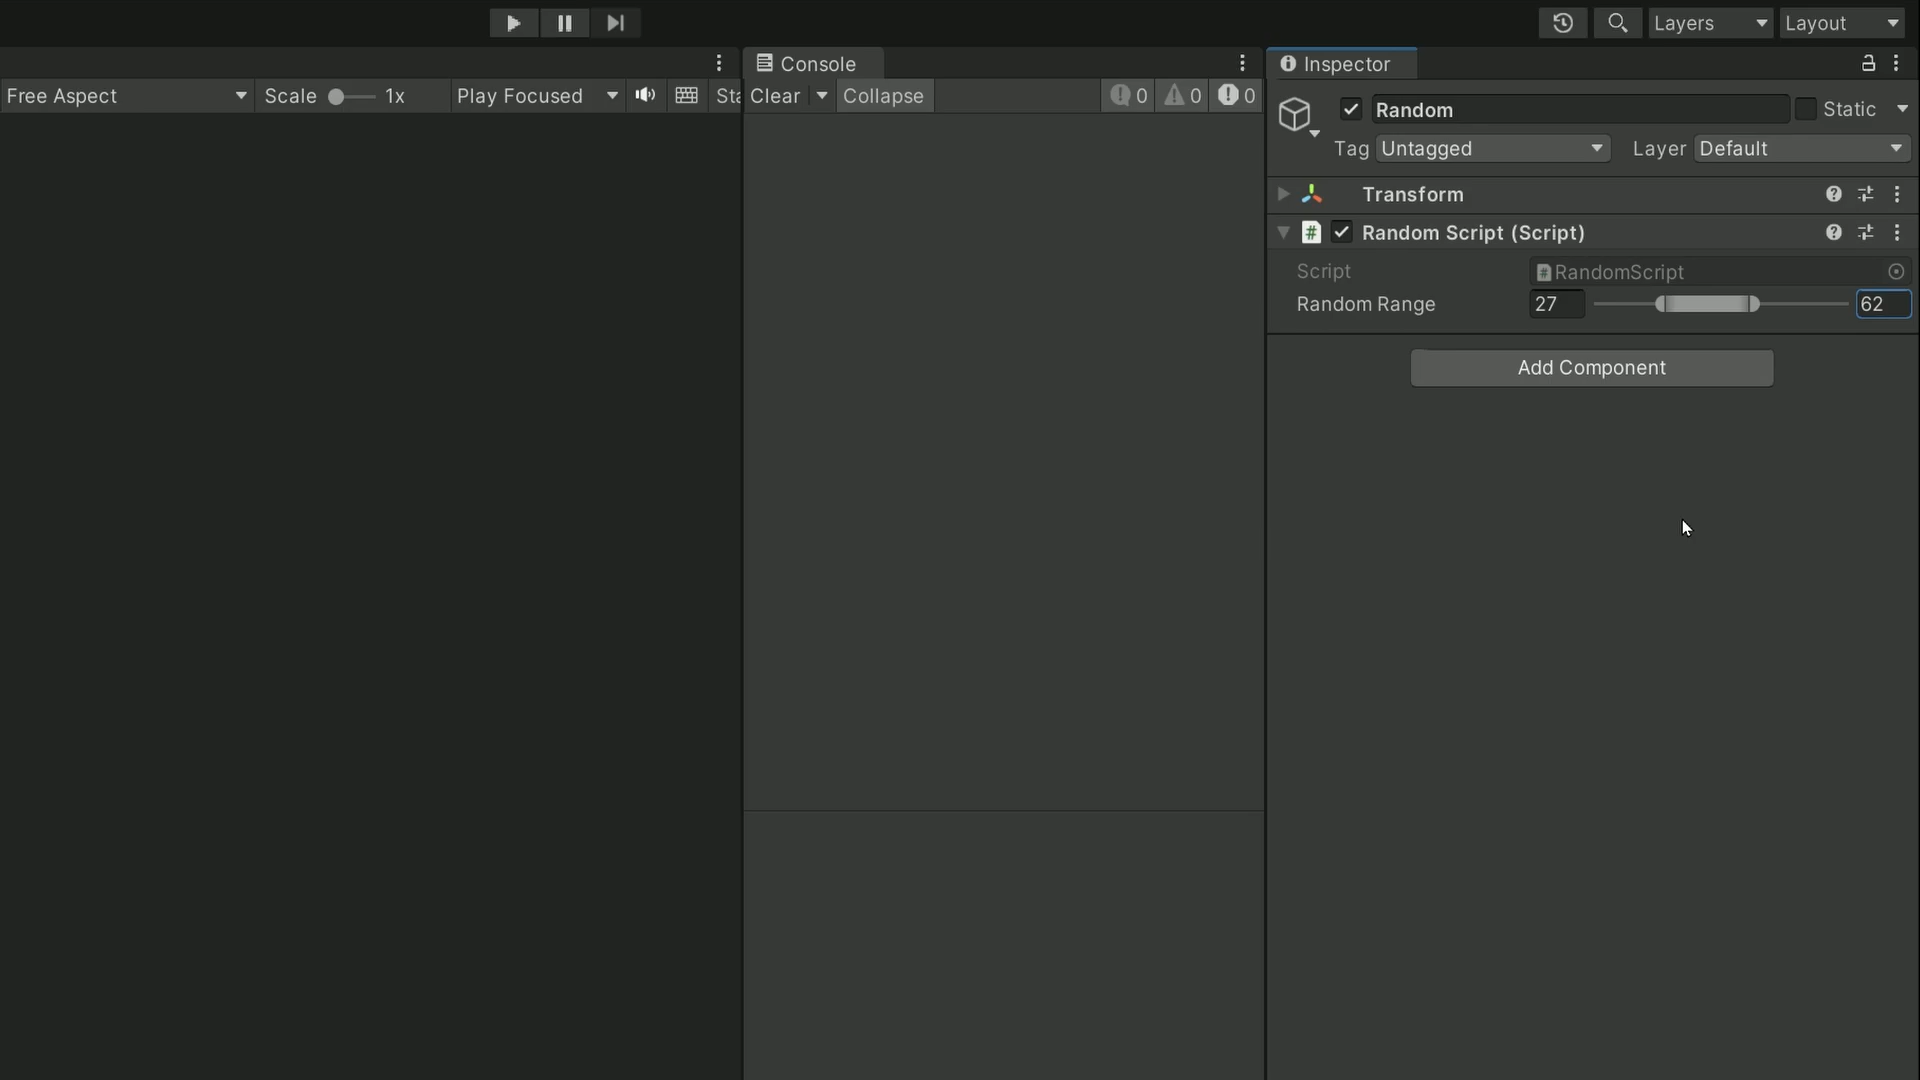 Layers
Layout
Console
Inspector
Free Aspect
Scale
1x
Play Focused
Sta
Clear
Collapse
0
0
0
Random
Static
Tag
Untagged
Layer
Default
Transform
# Random Script (Script)
Script
# RandomScript
Random Range
27
62
Add Component